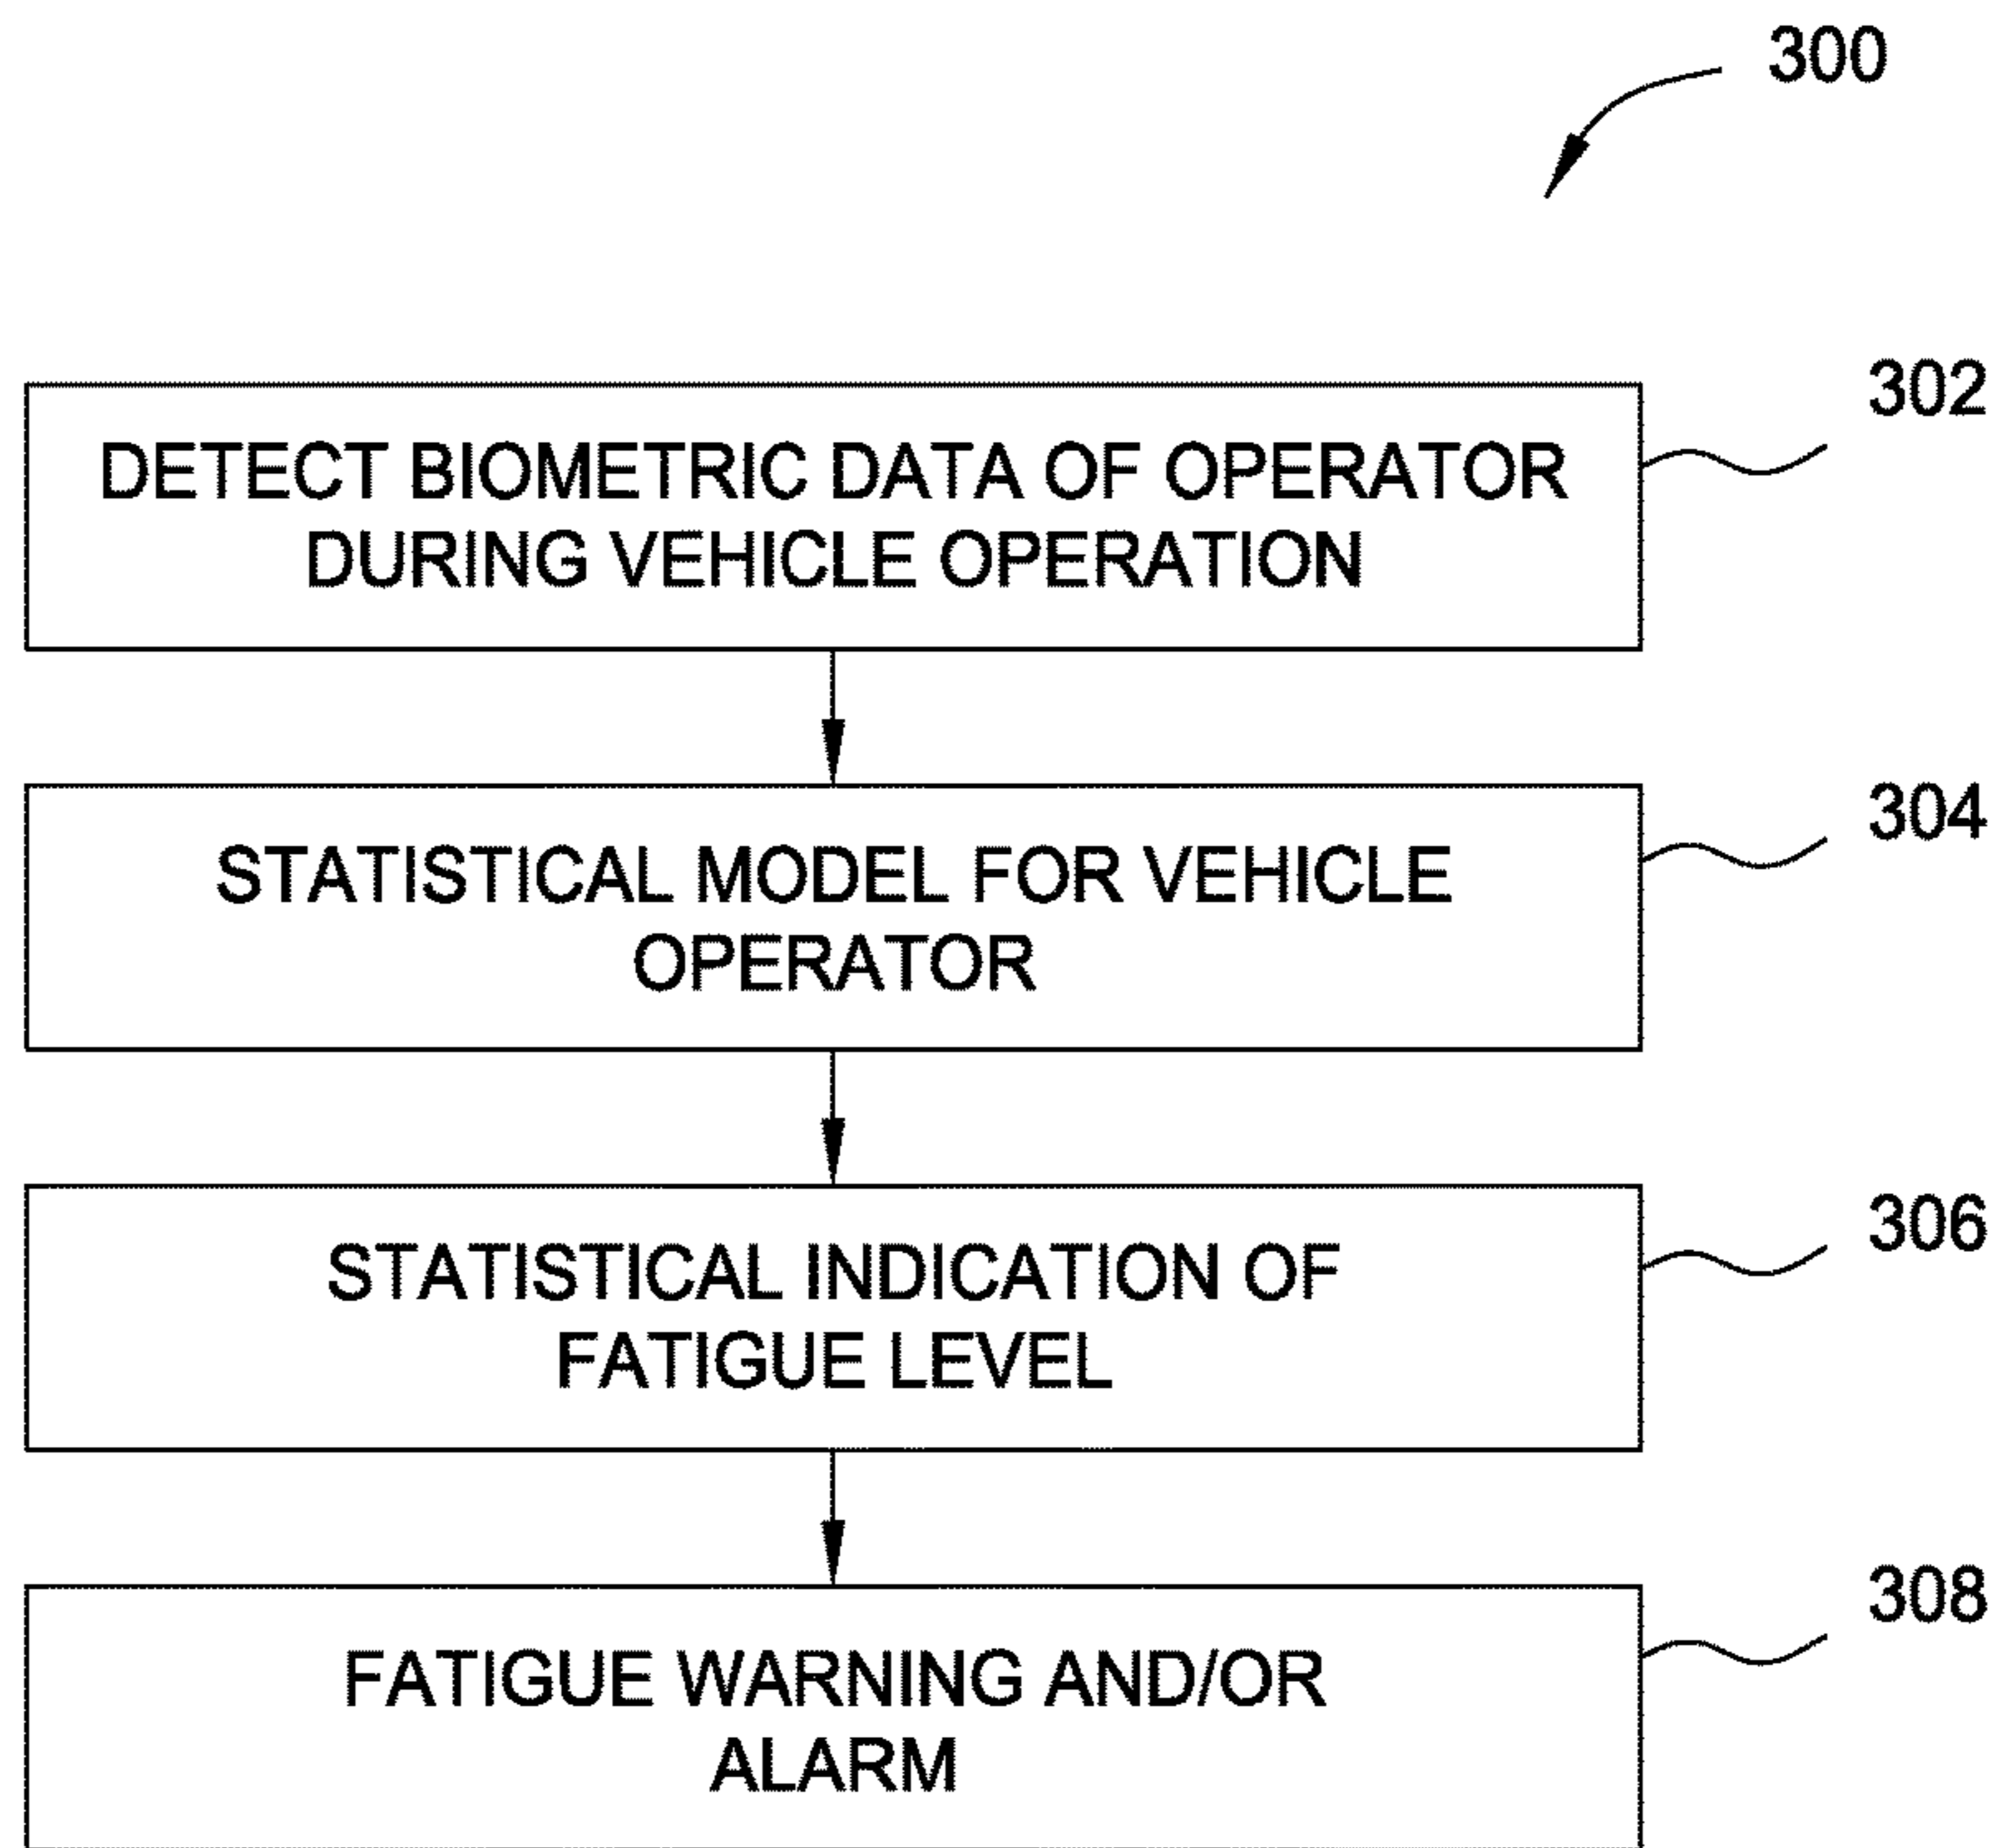 300
302
DETECT BIOMETRIC DATA OF OPERATOR
DURING VEHICLE OPERATION
304
STATISTICAL MODEL FOR VEHICLE
OPERATOR
306
STATISTICAL INDICATION OF
FATIGUE LEVEL
308
FATIGUE WARNING AND/OR
ALARM